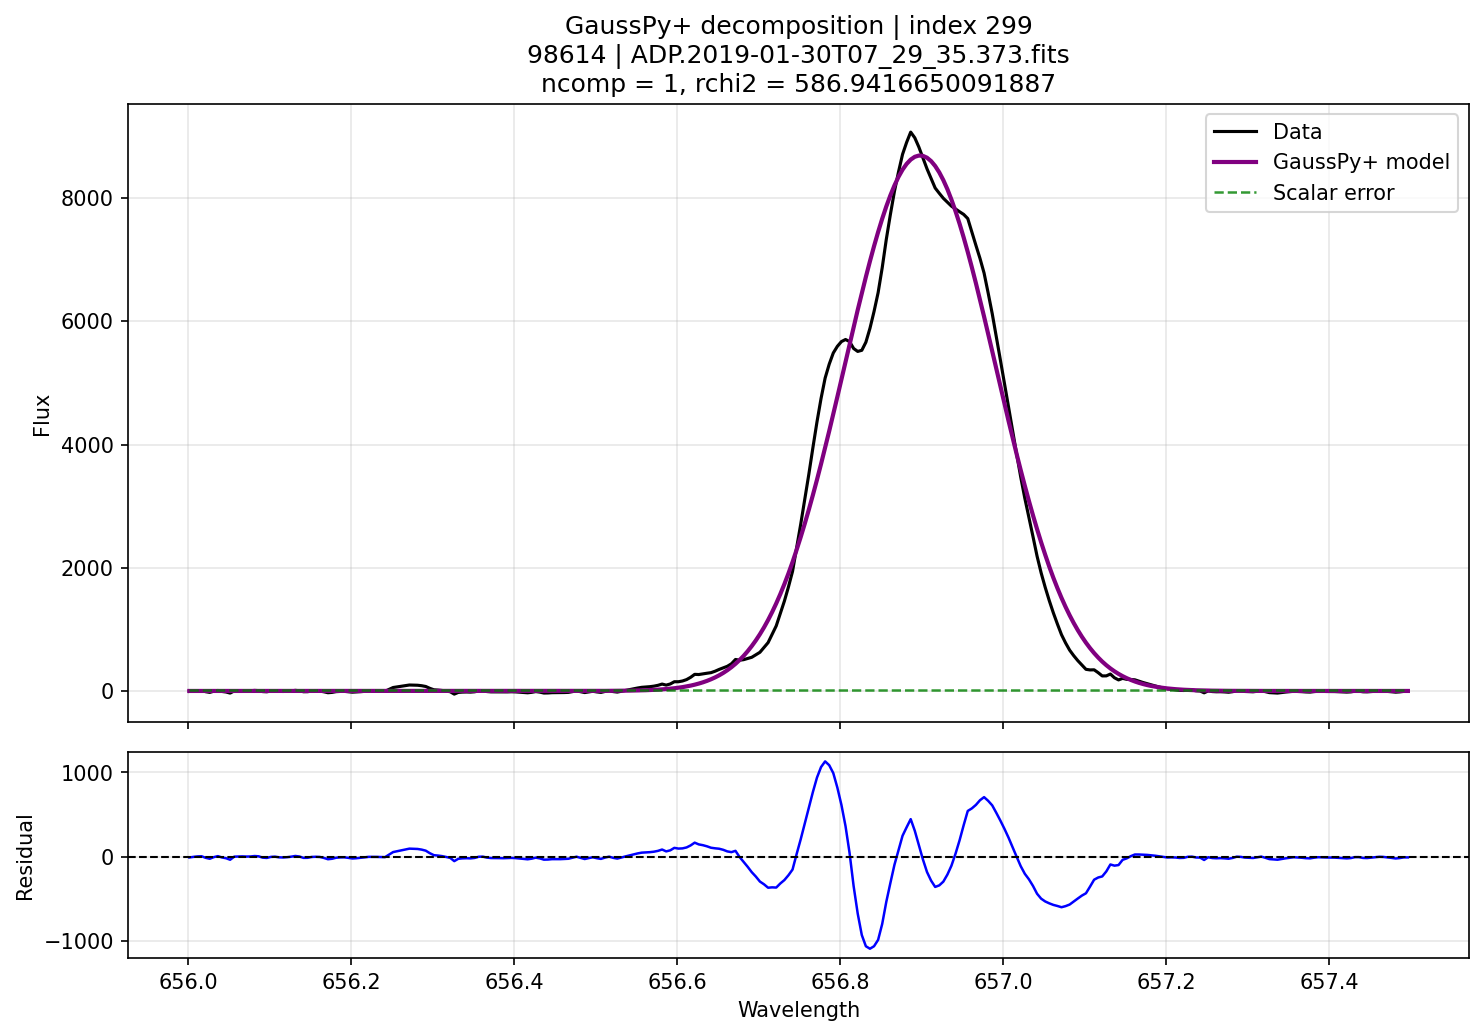 GaussPy+ decomposition | index 299
98614 | ADP.2019-01-30T07_29_35.373.fits
ncomp = 1, rchi2 = 586.9416650091887
Data
GaussPy+ model
Scalar error
8000
6000
4000
2000
0
Flux
1000
0
−1000
Residual
656.0 656.2 656.4 656.6 656.8 657.0 657.2 657.4
Wavelength